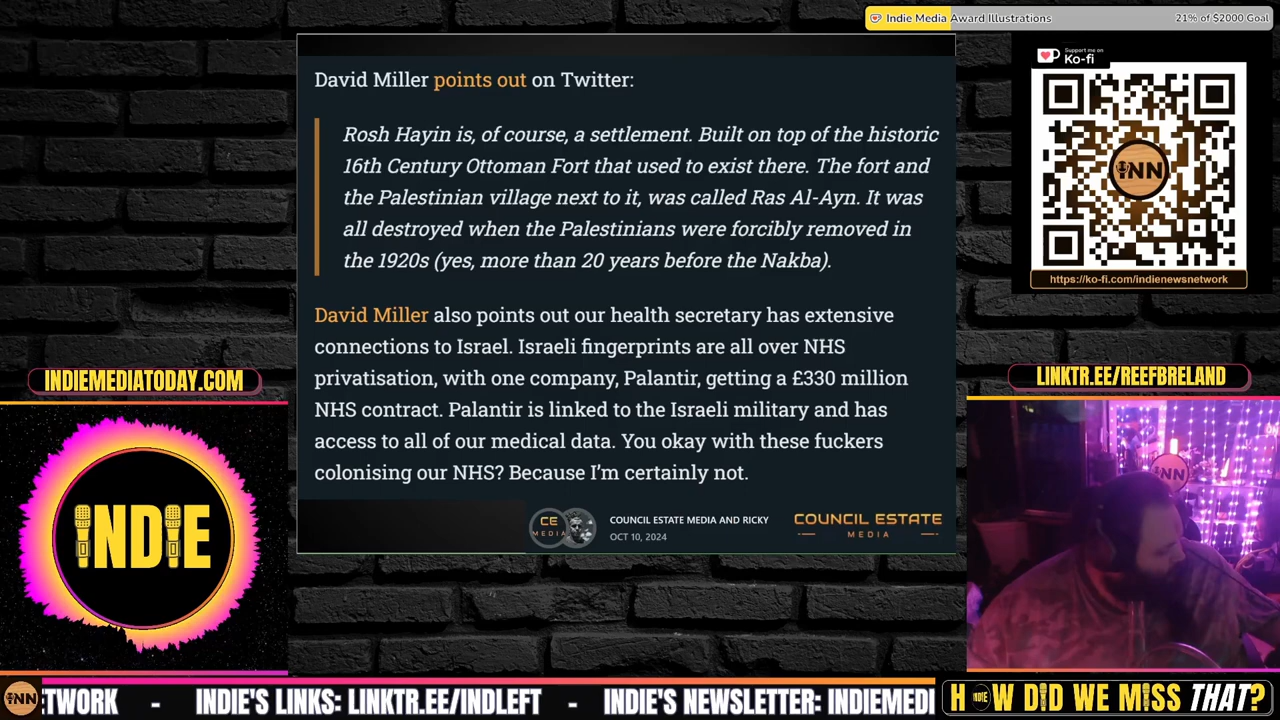 Indie Media Award Illustrations
21% of $2000 Goal
David Miller points out on Twitter:
Rosh Hayin is, of course, a settlement. Built on top of the historic
16th Century Ottoman Fort that used to exist there. The fort and
the Palestinian village next to it, was called Ras Al-Ayn. It was
all destroyed when the Palestinians were forcibly removed in
the 1920s (yes, more than 20 years before the Nakba).
David Miller also points out our health secretary has extensive
connections to Israel. Israeli fingerprints are all over NHS
privatisation, with one company, Palantir, getting a £330 million
NHS contract. Palantir is linked to the Israeli military and has
access to all of our medical data. You okay with these fuckers
colonising our NHS? Because I'm certainly not.
CE
MEDIA
COUNCIL ESTATE MEDIA AND RICKY
OCT 10, 2024
COUNCIL ESTATE
MEDIA
Support me on
Ko-fi
iNN
https://ko-fi.com/indienewsnetwork
INDIEMEDIATODAY.COM
INDIE
LINKTR.EE/REEFBRELAND
INN
INN
ETWORK - INDIE'S LINKS: LINKTR.EE/INDLEFT - INDIE'S NEWSLETTER: INDIEMEDI
HOW DID WE MISS THAT?